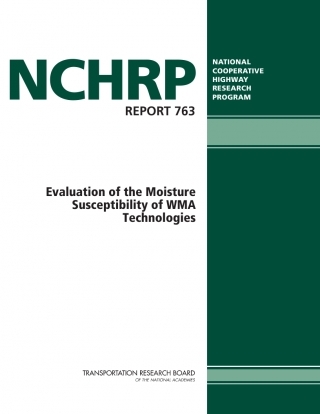 NCHRP
REPORT 763
NATIONAL
COOPERATIVE
HIGHWAY
RESEARCH
PROGRAM
Evaluation of the Moisture
Susceptibility of WMA
Technologies
TRANSPORTATION RESEARCH BOARD
OF THE NATIONAL ACADEMIES